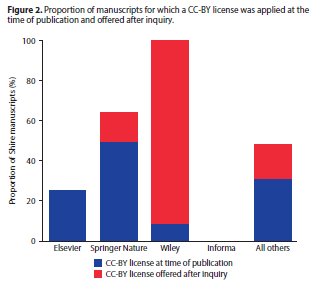 Figure 2. Proportion of manuscripts for which a CC-BY license was applied at the
time of publication and offered after inquiry.
Proportion of Shire manuscripts (%)
100
80
60
40
20
0
Elsevier Springer Nature Wiley Informa All others
CC-BY license at time of publication
CC-BY license offered after inquiry